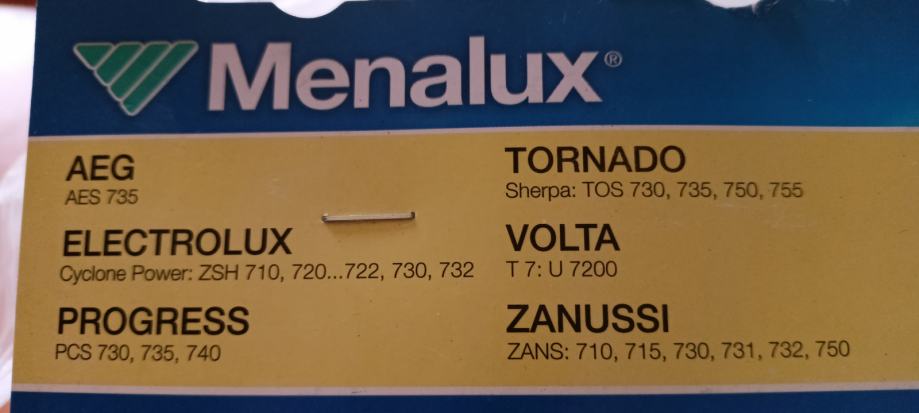 Menalux®
AEG
AES 735
ELECTROLUX
Cyclone Power: ZSH 710, 720...722, 730, 732
PROGRESS
PCS 730, 735, 740
TORNADO
Sherpa: TOS 730, 735, 750, 755
VOLTA
T 7: U 7200
ZANUSSI
ZANS: 710, 715, 730, 731, 732, 750